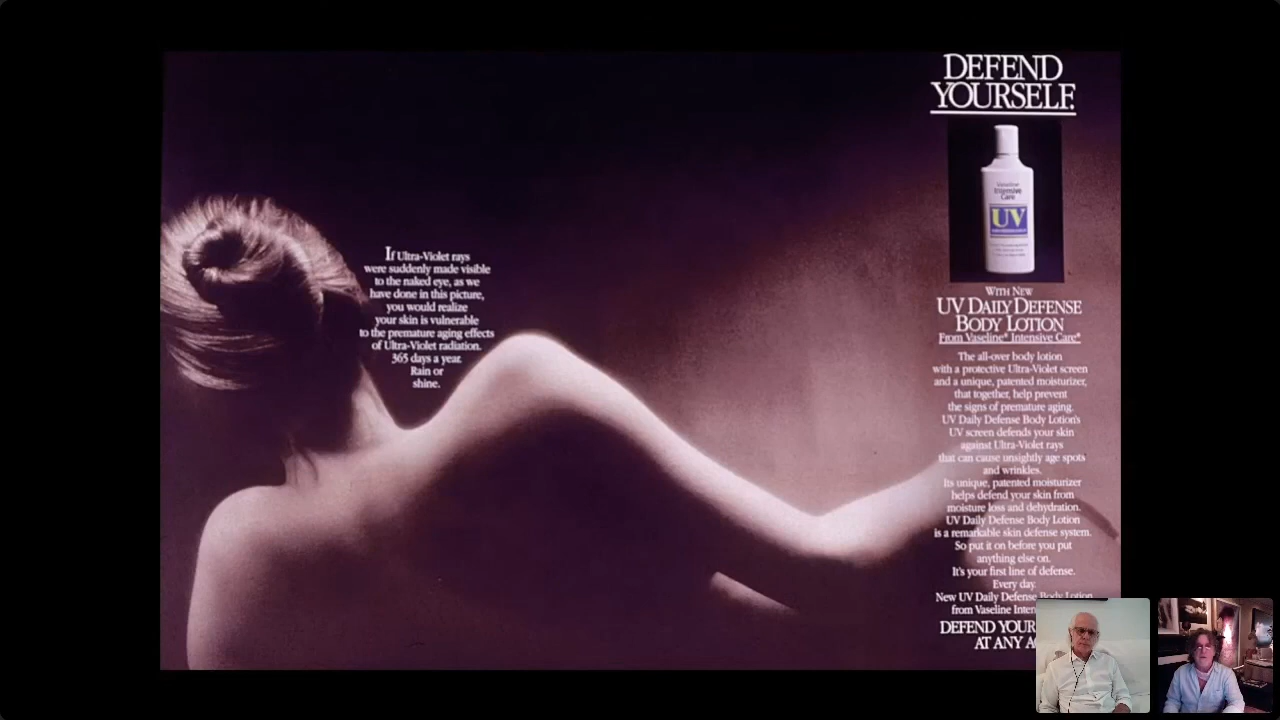 If Ultra-Violet rays
were suddenly made visible
to the naked eye, as we
have done in this picture,
you would realize
your skin is vulnerable
to the premature aging effects
of Ultra-Violet radiation.
365 days a year.
Rain or
shine.
DEFEND
YOURSELF.
Vaseline
Intensive
Care
UV
WITH NEW
UV DAILY DEFENSE
BODY LOTION
From Vaseline® Intensive Care®
The all-over body lotion
with a protective Ultra-Violet screen
and a unique, patented moisturizer,
that together, help prevent
the signs of premature aging.
UV Daily Defense Body Lotion's
UV screen defends your skin
against Ultra-Violet rays
that can cause unsightly age spots
and wrinkles.
Its unique, patented moisturizer
helps defend your skin from
moisture loss and dehydration.
UV Daily Defense Body Lotion
is a remarkable skin defense system.
So put it on before you put
anything else on.
It's your first line of defense.
Every day.
New UV Daily Defense Body Lotion
from Vaseline Inten
DEFEND YOUR
AT ANY A